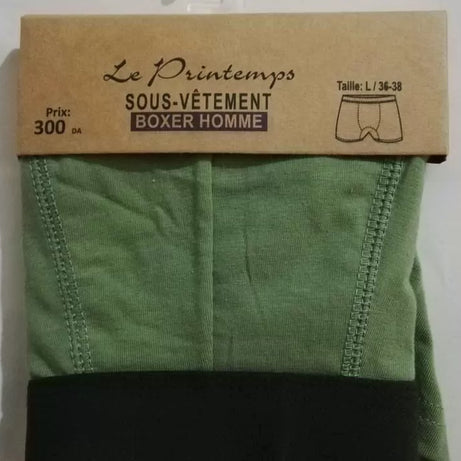 Le Printemps
SOUS-VÊTEMENT
BOXER HOMME
Prix:
300 DA
Taille: L / 36-38